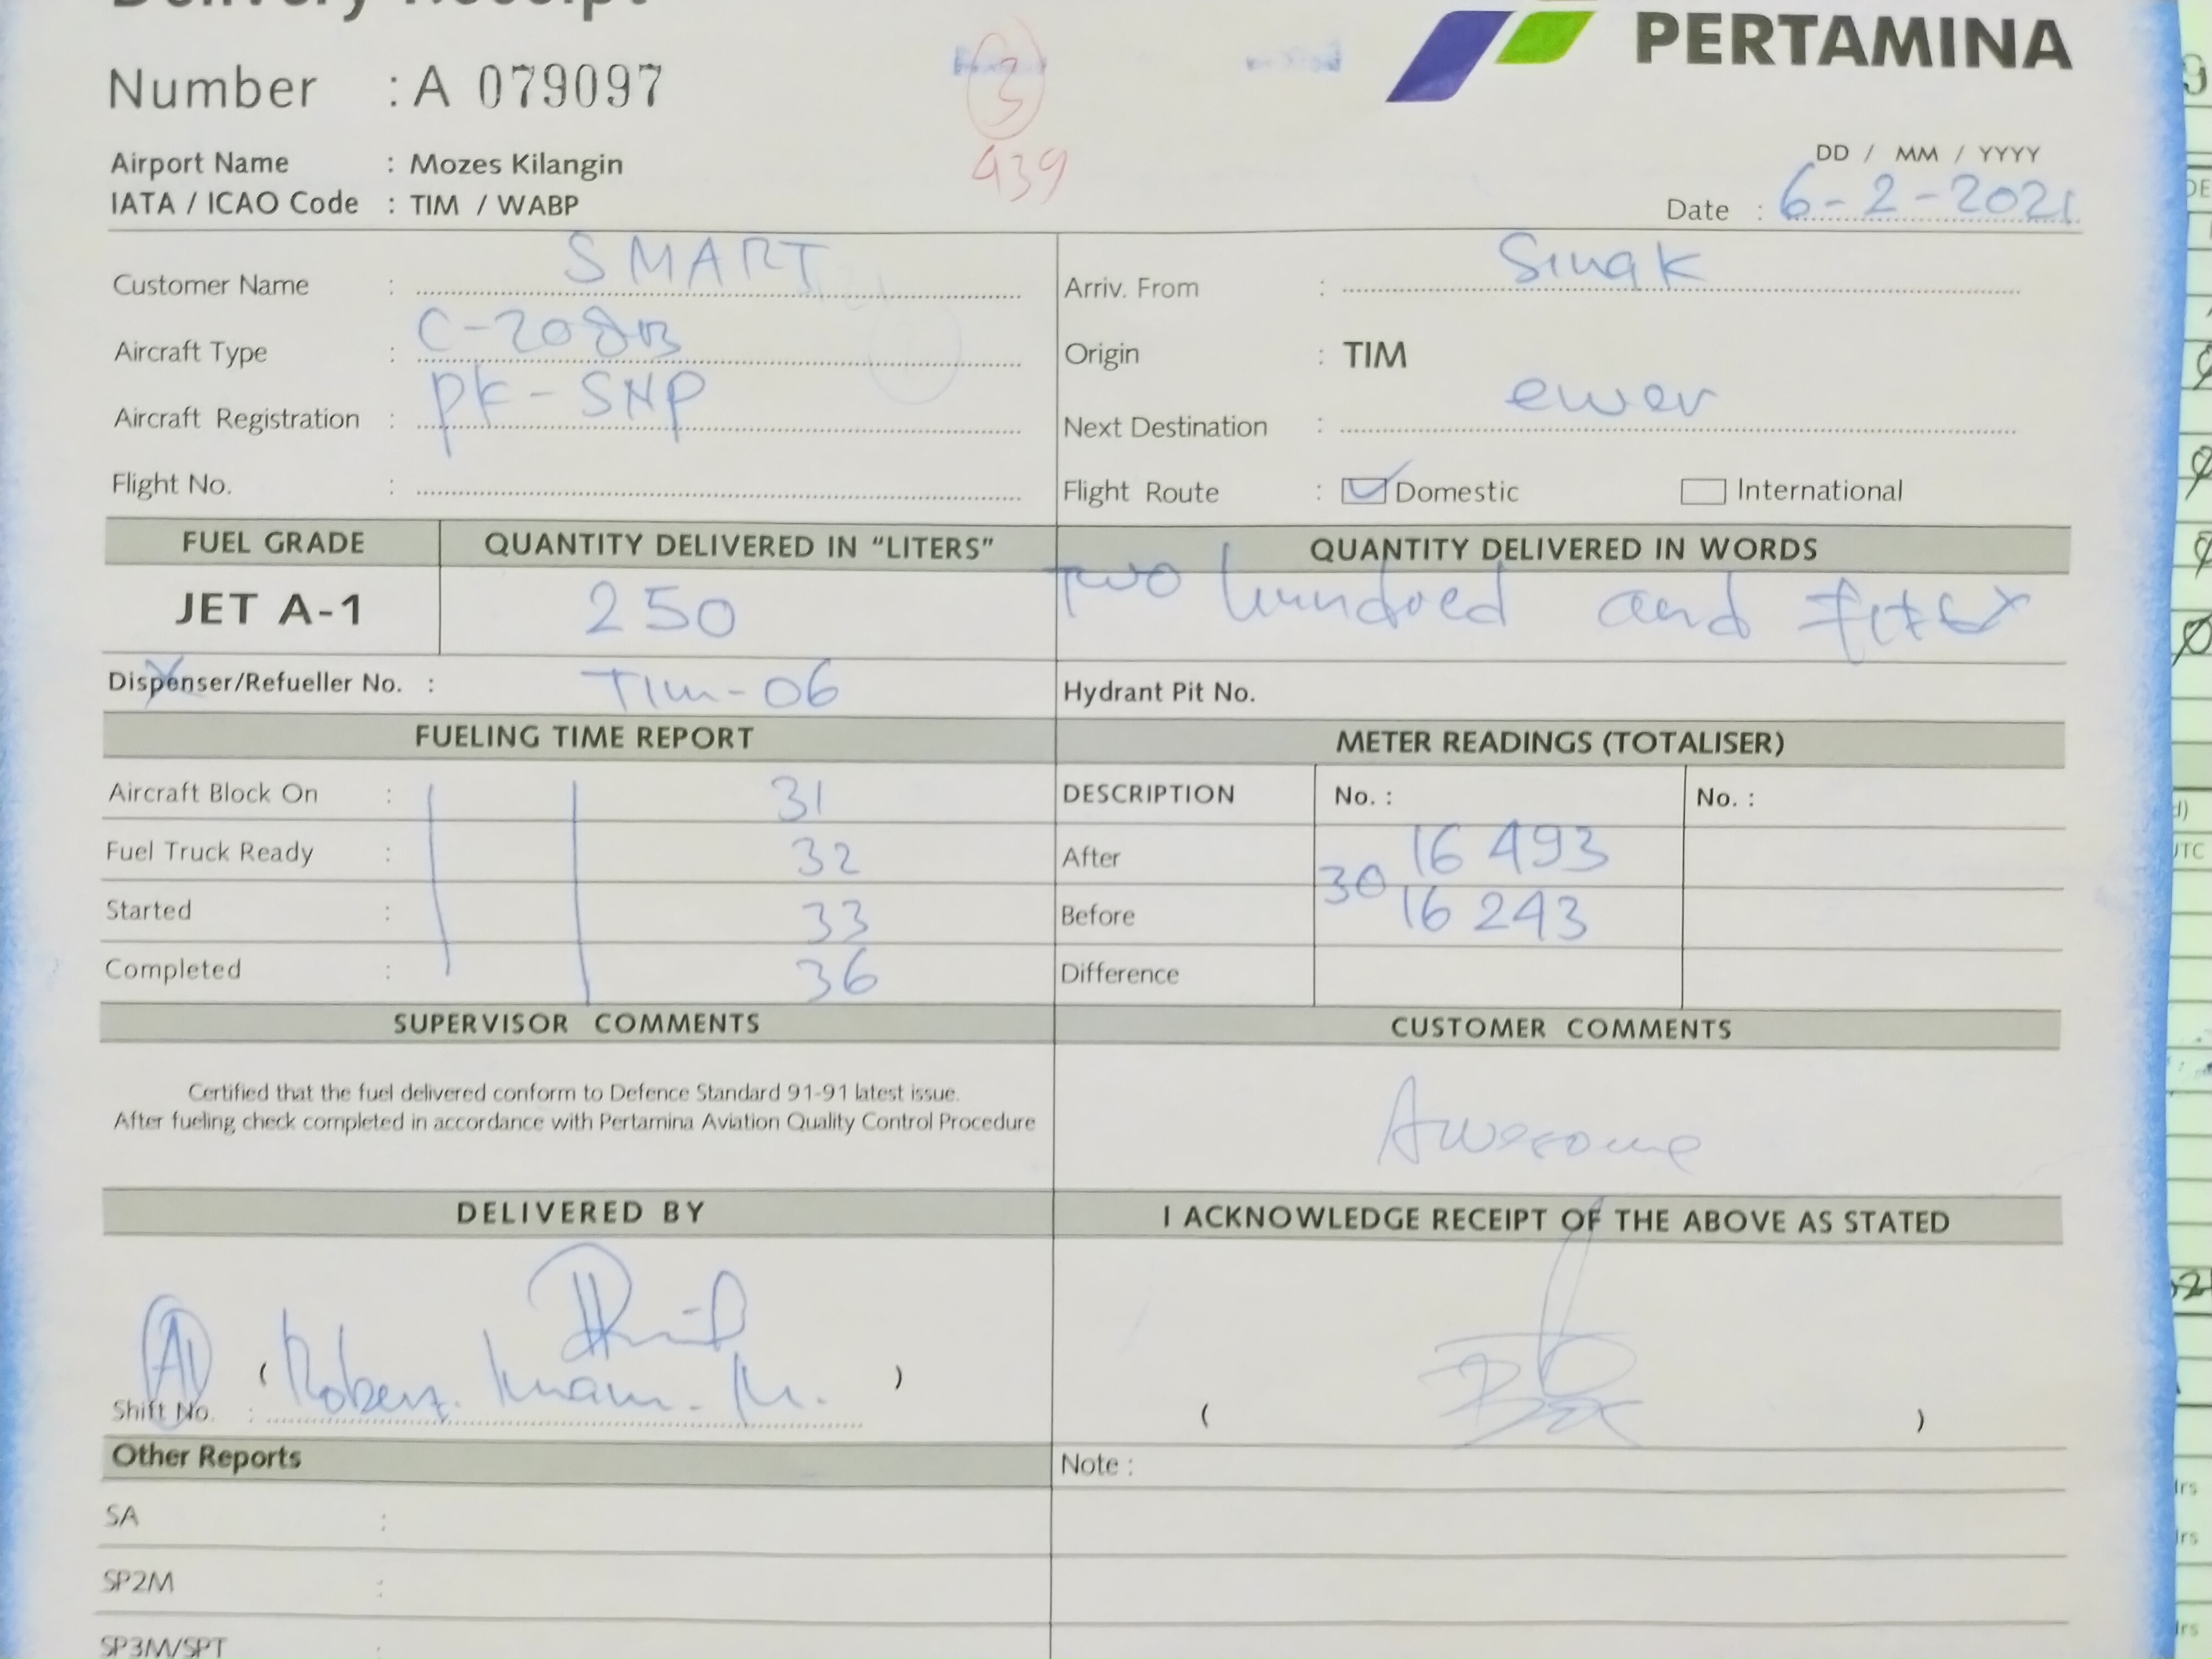 Delivery Receipt
PERTAMINA
Number : A 079097
3
439
Airport Name : Mozes Kilangin
IATA / ICAO Code : TIM / WABP
DD / MM / YYYY
Date : 6-2-2021
Customer Name : SMART
Arriv. From : Sinak
Aircraft Type : C-208B
Origin : TIM
Aircraft Registration : PK-SNP
Next Destination : ewer
Flight No. :
Flight Route : Domestic International
FUEL GRADE QUANTITY DELIVERED IN "LITERS" QUANTITY DELIVERED IN WORDS
JET A-1 250 Two hundred and
Dispenser/Refueller No. : TIM-06 Hydrant Pit No.
FUELING TIME REPORT METER READINGS (TOTALISER)
Aircraft Block On : 31 DESCRIPTION No. : No. :
Fuel Truck Ready : 32 After 16 493
30
Started : 33 Before 16 243
Completed : 36 Difference
SUPERVISOR COMMENTS CUSTOMER COMMENTS
Certified that the fuel delivered conform to Defence Standard 91-91 latest issue.
After fueling check completed in accordance with Pertamina Aviation Quality Control Procedure
Awesome
DELIVERED BY I ACKNOWLEDGE RECEIPT OF THE ABOVE AS STATED
A
( )
Shift No. :
( )
Other Reports Note :
SA :
SP2M :
SP3M/SPT :